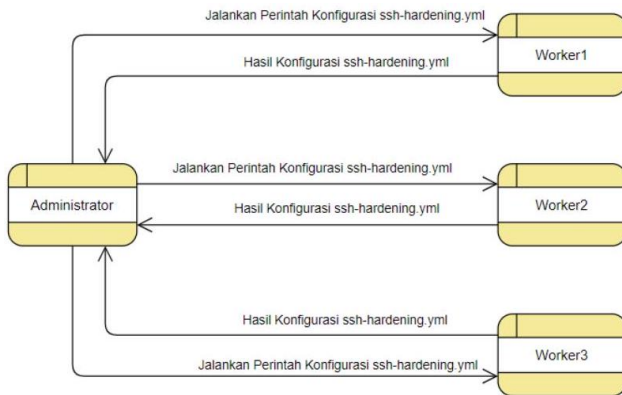 Jalankan Perintah Konfigurasi ssh-hardening.yml
Hasil Konfigurasi ssh-hardening.yml
Worker1
Jalankan Perintah Konfigurasi ssh-hardening.yml
Administrator
Hasil Konfigurasi ssh-hardening.yml
Worker2
Hasil Konfigurasi ssh-hardening.yml
Worker3
Jalankan Perintah Konfigurasi ssh-hardening.yml